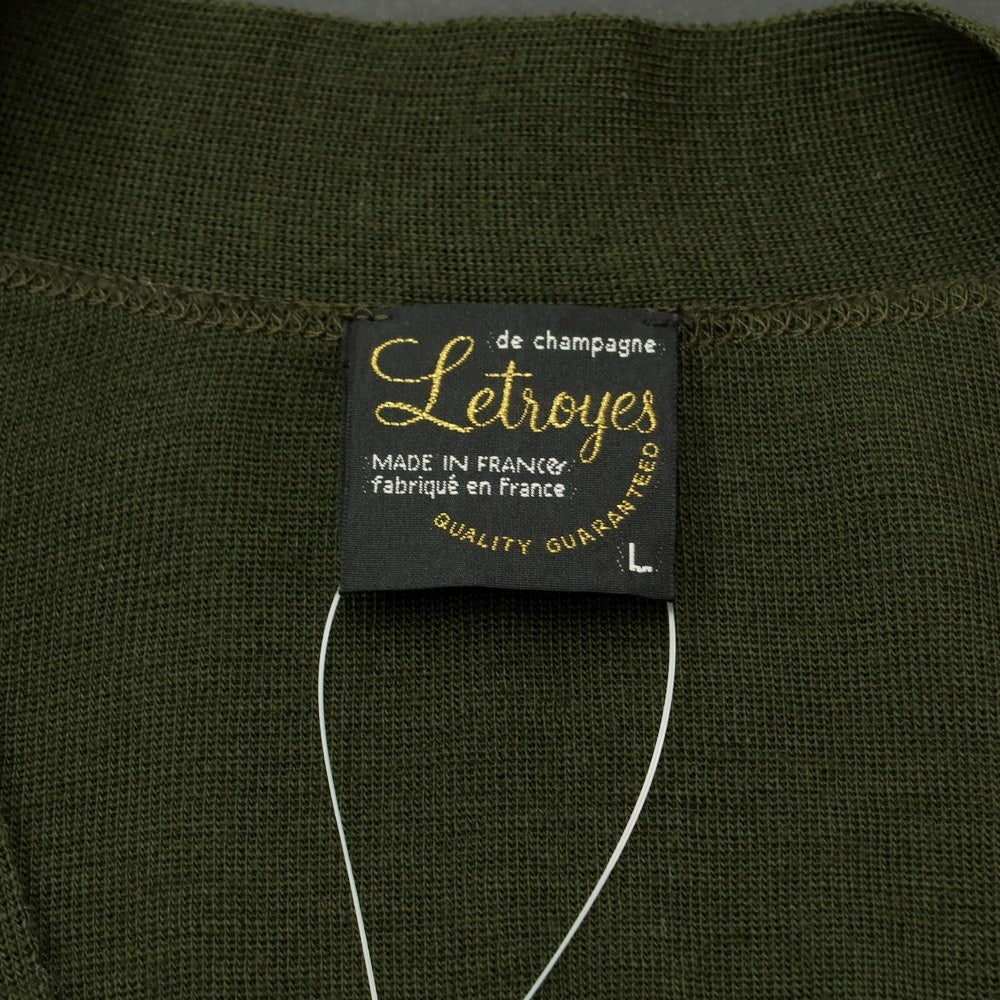 de champagne
Letroyes
MADE IN FRANCE
fabriqué en france
QUALITY GUARANTEED
L